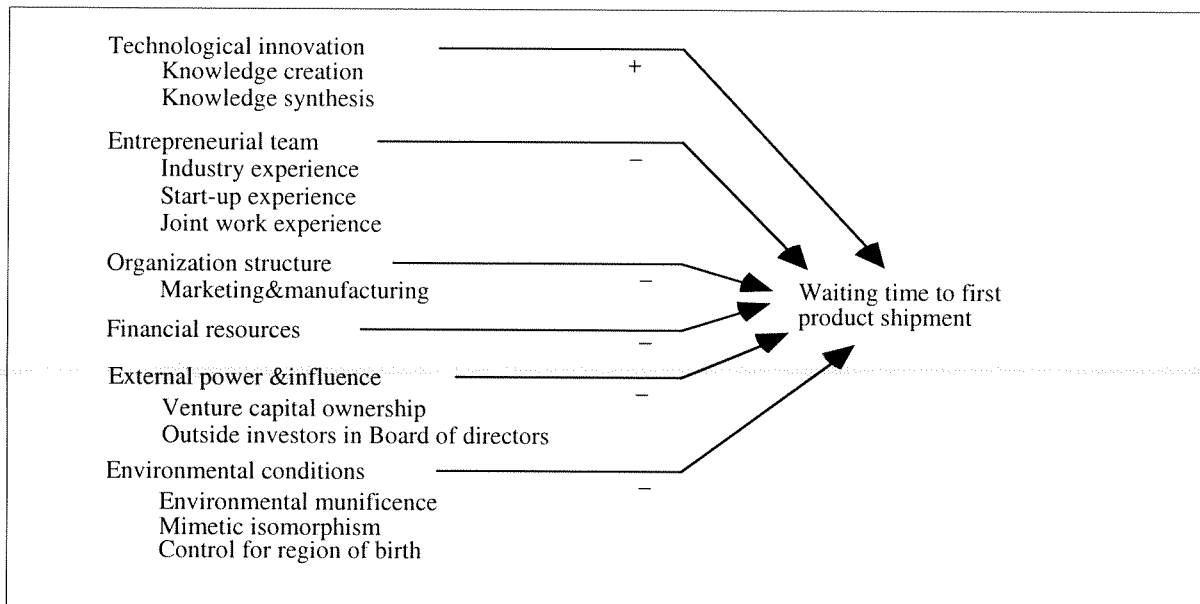 Technological innovation
+
Knowledge creation
Knowledge synthesis
Entrepreneurial team
–
Industry experience
Start-up experience
Joint work experience
Organization structure
–
Marketing&manufacturing
Waiting time to first
product shipment
Financial resources
–
External power &influence
–
Venture capital ownership
Outside investors in Board of directors
Environmental conditions
–
Environmental munificence
Mimetic isomorphism
Control for region of birth